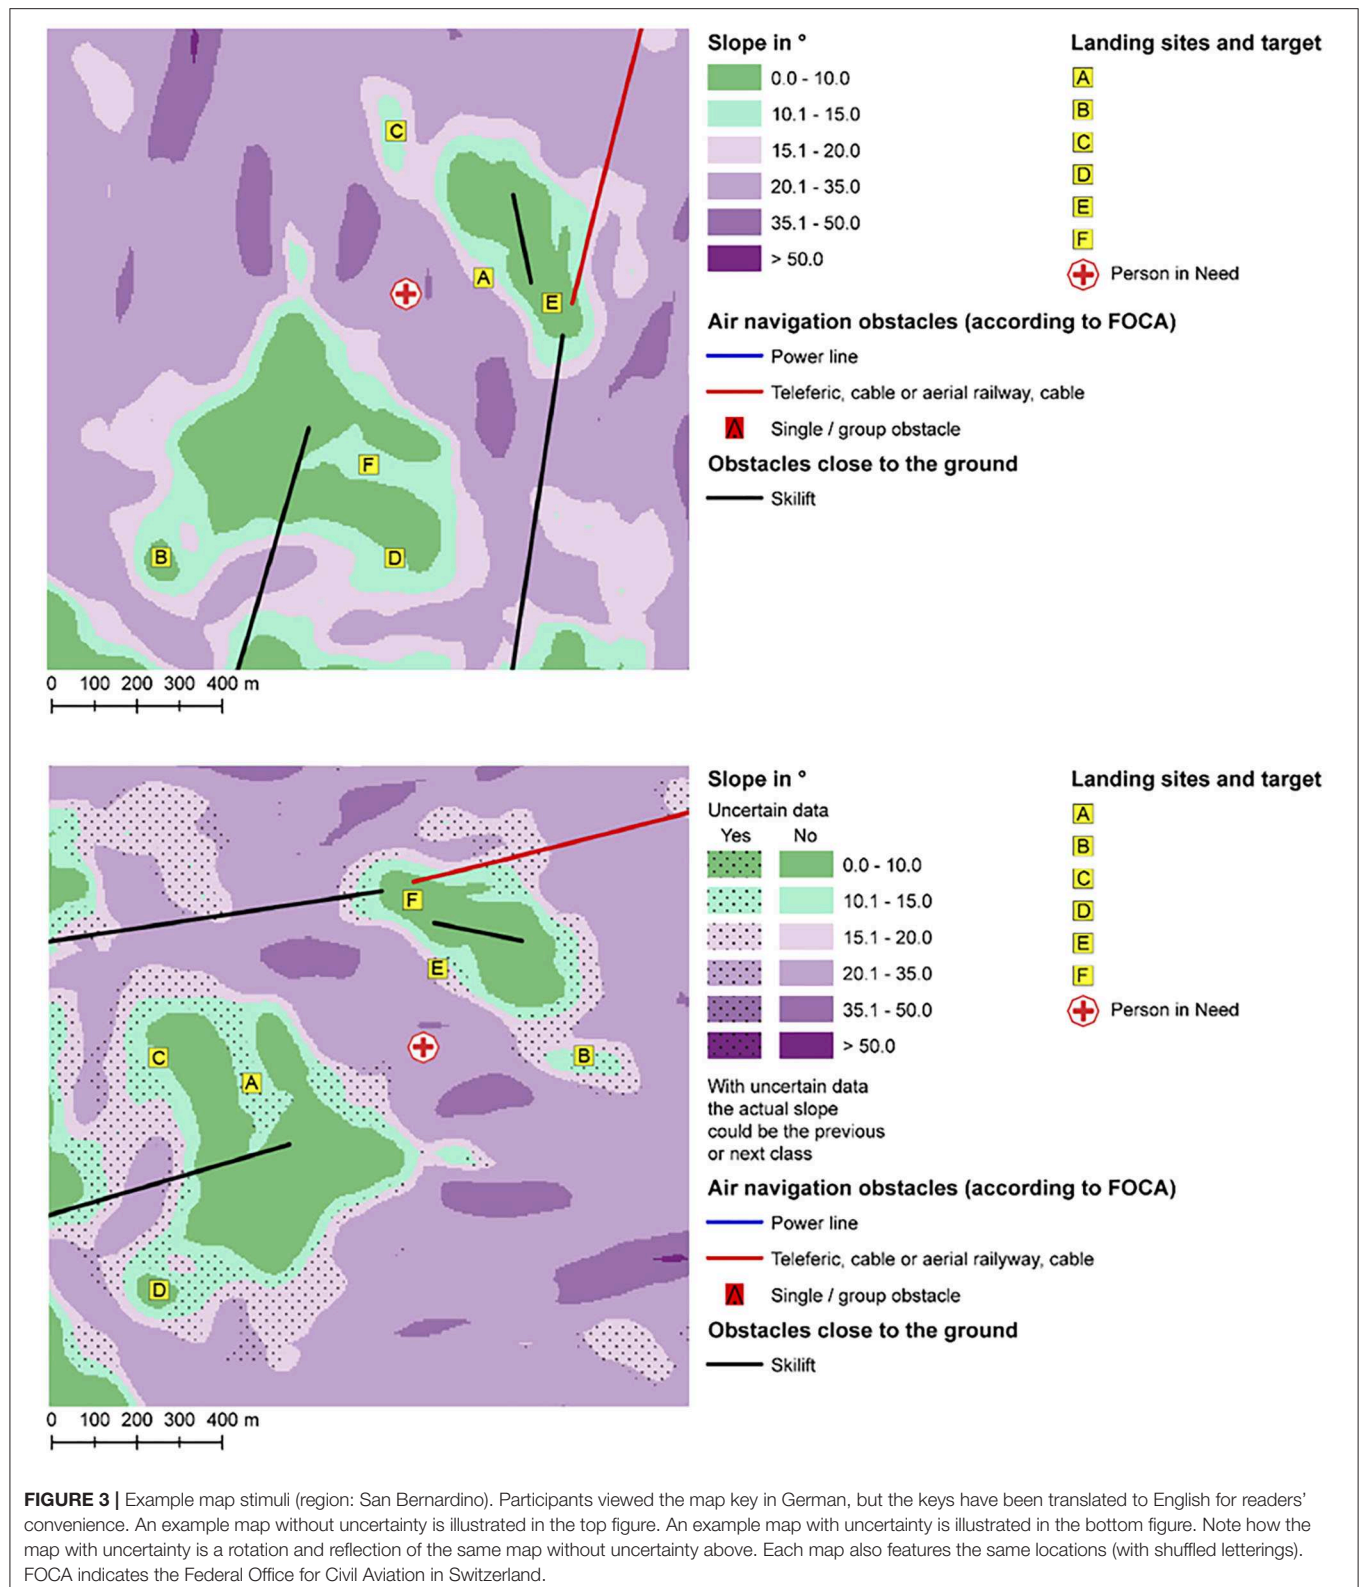 Slope in °
0.0 - 10.0
10.1 - 15.0
15.1 - 20.0
20.1 - 35.0
35.1 - 50.0
> 50.0
Landing sites and target
A
B
C
D
E
F
Person in Need
Air navigation obstacles (according to FOCA)
Power line
Teleferic, cable or aerial railway, cable
Single / group obstacle
Obstacles close to the ground
Skilift
C
A
E
F
B
D
0 100 200 300 400 m
Slope in °
Uncertain data
Yes No
0.0 - 10.0
10.1 - 15.0
15.1 - 20.0
20.1 - 35.0
35.1 - 50.0
> 50.0
With uncertain data
the actual slope
could be the previous
or next class
Landing sites and target
A
B
C
D
E
F
Person in Need
Air navigation obstacles (according to FOCA)
Power line
Teleferic, cable or aerial railyway, cable
Single / group obstacle
Obstacles close to the ground
Skilift
F
E
B
C
A
D
0 100 200 300 400 m
FIGURE 3 | Example map stimuli (region: San Bernardino). Participants viewed the map key in German, but the keys have been translated to English for readers'
convenience. An example map without uncertainty is illustrated in the top figure. An example map with uncertainty is illustrated in the bottom figure. Note how the
map with uncertainty is a rotation and reflection of the same map without uncertainty above. Each map also features the same locations (with shuffled letterings).
FOCA indicates the Federal Office for Civil Aviation in Switzerland.